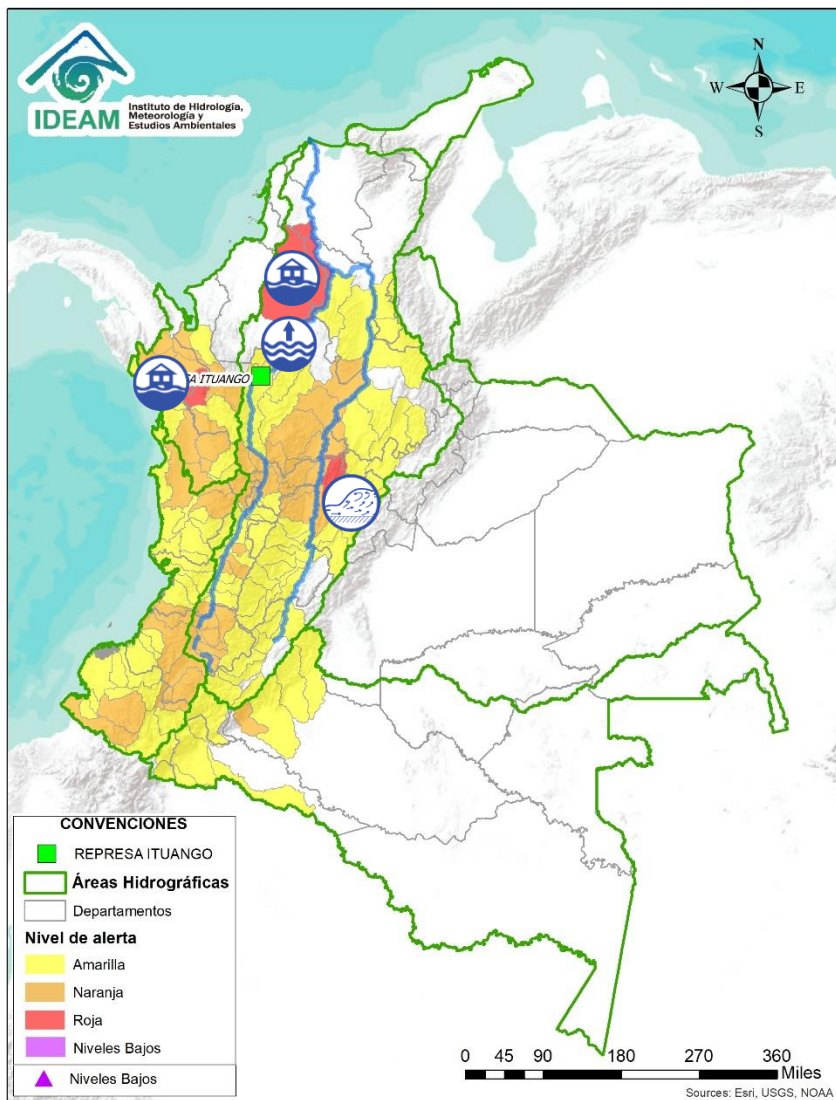 IDEAM
Instituto de Hidrología,
Meteorología y
Estudios Ambientales
N
W
E
S
SA ITUANGO
CONVENCIONES
REPRESA ITUANGO
Áreas Hidrográficas
Departamentos
Nivel de alerta
Amarilla
Naranja
Roja
Niveles Bajos
Niveles Bajos
0 45 90 180 270 360
Miles
Sources: Esri, USGS, NOAA